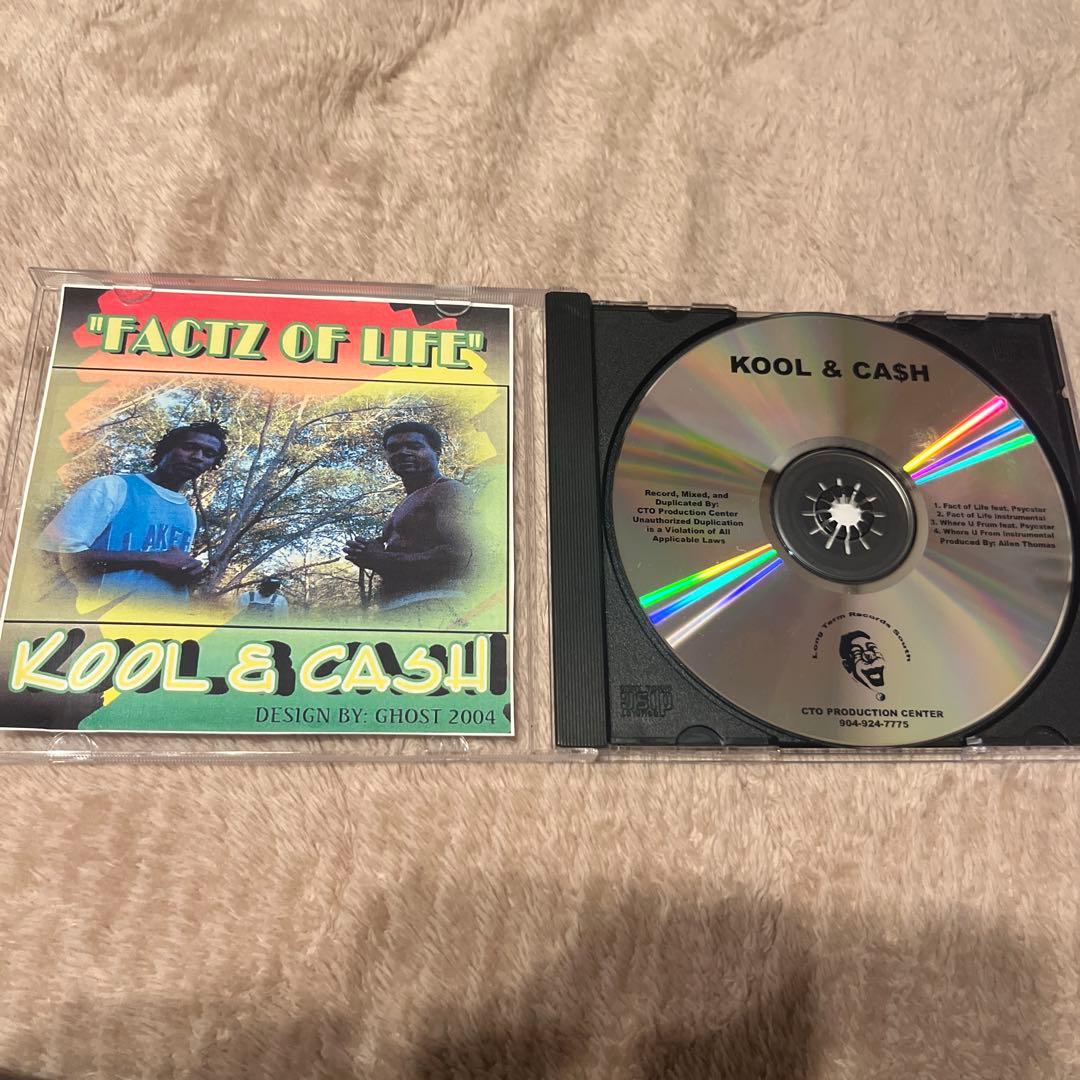 "FACTZ OF LIFE"
LAKE
KOOL & CASH
DESIGN BY: GHOST 2004
KOOL & CA$H
Record, Mixed, and
Duplicated By:
CTO Production Center
Unauthorized Duplication
is a Violation of All
Applicable Laws
1. Fact of Life feat. Psycster
2. Fact of Life Instrumental
3. Where U Frum feat. Psycster
4. Where U From Instrumental
Produced By: Allen Thomas
Long Term Records South
CTO PRODUCTION CENTER
904-924-7775